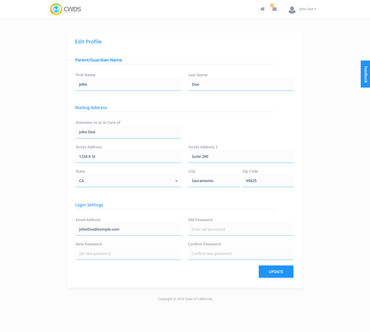 CWDS
John Doe
Edit Profile
Parent/Guardian Name
First Name
Last Name
John
Doe
Mailing Address
Attention to or In Care of
John Doe
Street Address
Street Address 2
1234 K St
Suite 200
State
City
Zip Code
CA
Sacramento
95825
Login Settings
Email Address
Old Password
JohnDoe@example.com
Enter old password
New Password
Confirm Password
Set new password
Confirm new password
UPDATE
Feedback
Copyright © 2016 State of California